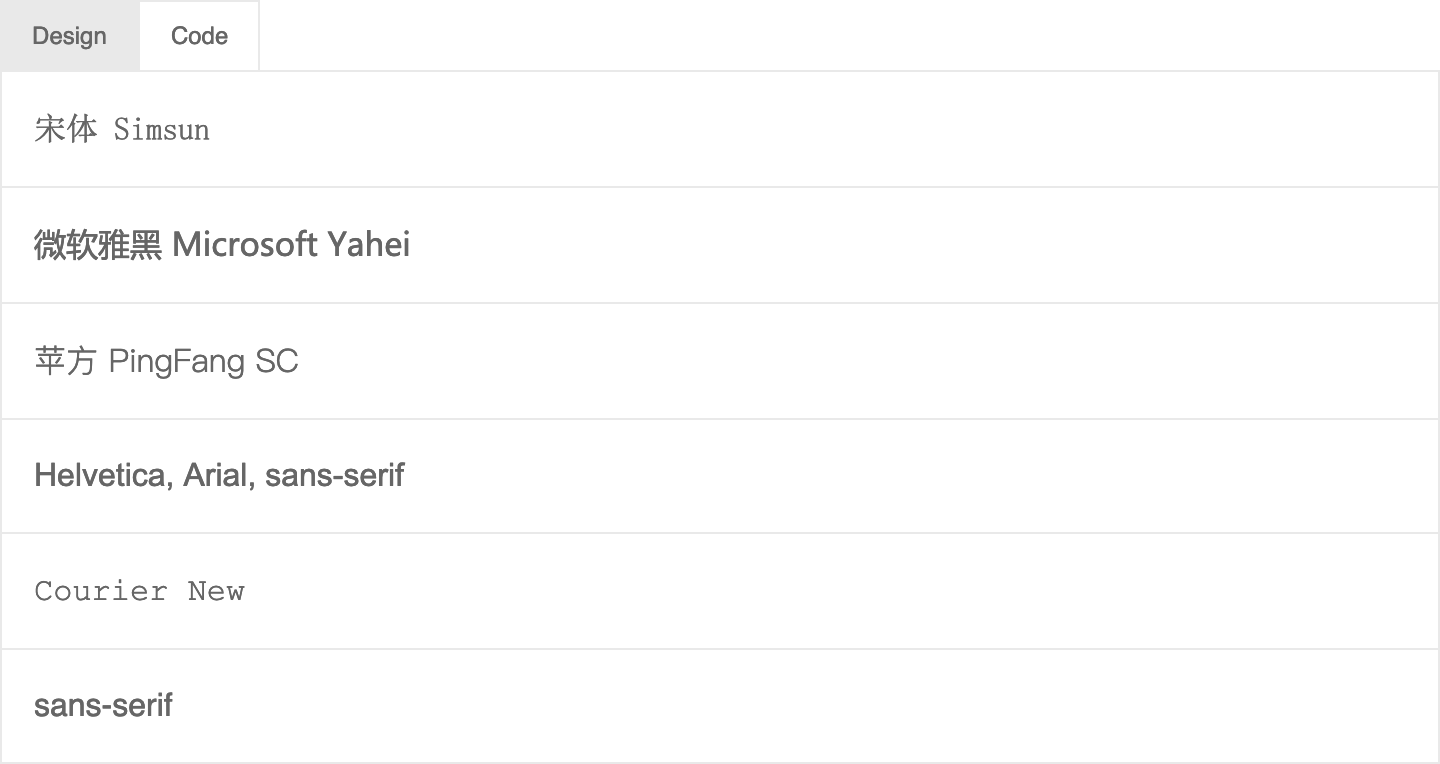 Design Code
宋体 Simsun
微软雅黑 Microsoft Yahei
苹方 PingFang SC
Helvetica, Arial, sans-serif
Courier New
sans-serif